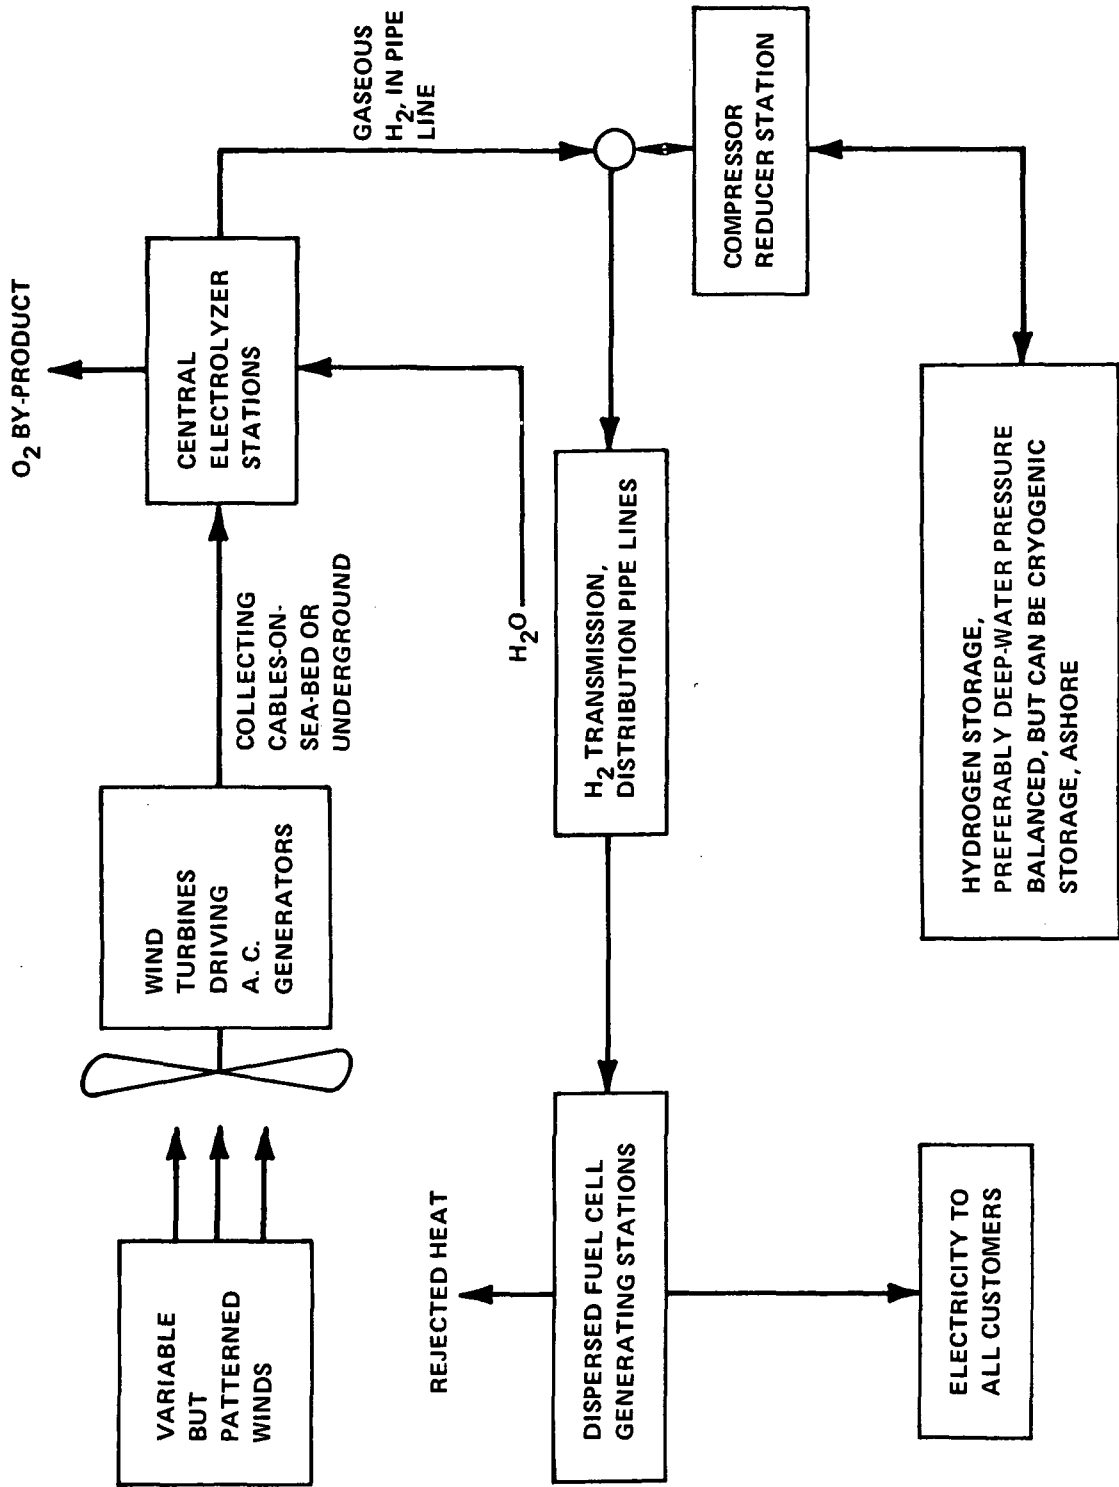 VARIABLE
BUT
PATTERNED
WINDS
WIND
TURBINES
DRIVING
A. C.
GENERATORS
COLLECTING
CABLES-ON-
SEA-BED OR
UNDERGROUND
O2 BY-PRODUCT
CENTRAL
ELECTROLYZER
STATIONS
H2O
GASEOUS
H2, IN PIPE
LINE
REJECTED HEAT
DISPERSED FUEL CELL
GENERATING STATIONS
H2 TRANSMISSION,
DISTRIBUTION PIPE LINES
COMPRESSOR
REDUCER STATION
ELECTRICITY TO
ALL CUSTOMERS
HYDROGEN STORAGE,
PREFERABLY DEEP-WATER PRESSURE
BALANCED, BUT CAN BE CRYOGENIC
STORAGE, ASHORE